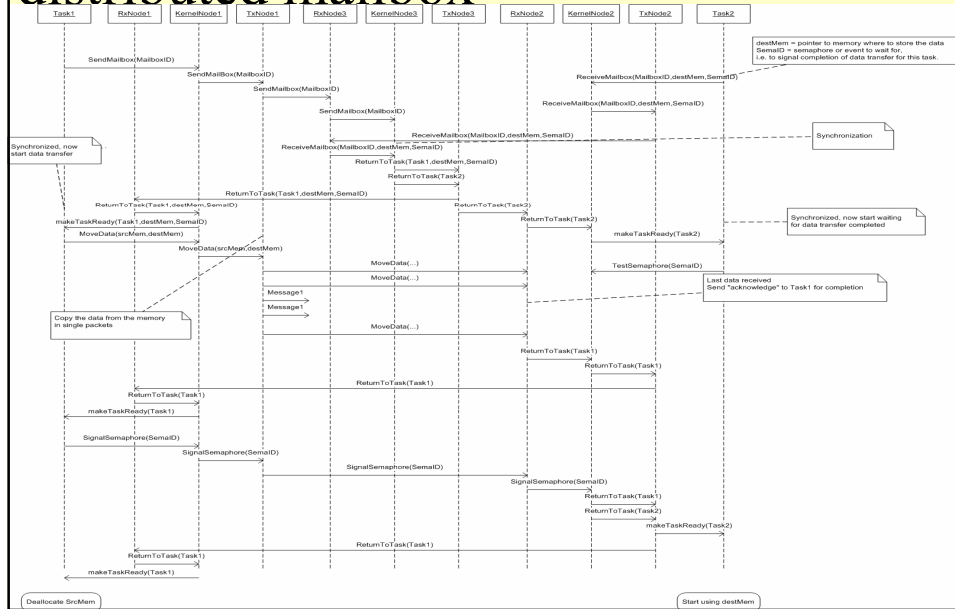 distributed mailbox
Task1 RxNode1 KernelNode1 TxNode1 RxNode3 KernelNode3 TxNode3 RxNode2 KernelNode2 TxNode2 Task2
destMem = pointer to memory where to store the data
SemaID = semaphore or event to wait for,
i.e. to signal completion of data transfer for this task.
SendMailbox(MailboxID)
SendMailBox(MailboxID)
ReceiveMailbox(MailboxID,destMem,SemaID)
SendMailbox(MailboxID)
ReceiveMailbox(MailboxID,destMem,SemaID)
SendMailbox(MailboxID)
ReceiveMailbox(MailboxID,destMem,SemaID)
Synchronization
Synchronized, now
start data transfer
ReceiveMailbox(MailboxID,destMem,SemaID)
ReturnToTask(Task1,destMem,SemaID)
ReturnToTask(Task2)
ReturnToTask(Task1,destMem,SemaID)
ReturnToTask(Task1,destMem,SemaID)
ReturnToTask(Task2)
makeTaskReady(Task1,destMem,SemaID)
ReturnToTask(Task2)
Synchronized, now start waiting
for data transfer completed
MoveData(srcMem,destMem)
makeTaskReady(Task2)
MoveData(srcMem,destMem)
MoveData(...)
TestSemaphore(SemaID)
MoveData(...)
Last data received
Send "acknowledge" to Task1 for completion
Message1
Message1
Copy the data from the memory
in single packets
MoveData(...)
ReturnToTask(Task1)
ReturnToTask(Task1)
ReturnToTask(Task1)
ReturnToTask(Task1)
makeTaskReady(Task1)
SignalSemaphore(SemaID)
SignalSemaphore(SemaID)
SignalSemaphore(SemaID)
SignalSemaphore(SemaID)
ReturnToTask(Task1)
ReturnToTask(Task2)
makeTaskReady(Task2)
ReturnToTask(Task1)
ReturnToTask(Task1)
makeTaskReady(Task1)
Deallocate SrcMem
Start using destMem